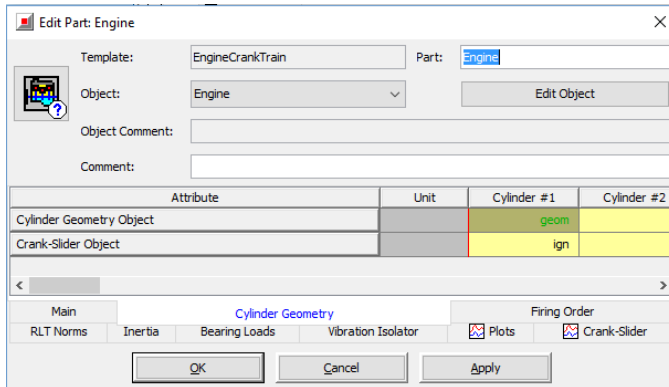 Edit Part: Engine
Template: EngineCrankTrain Part: Engine
Object: Engine Edit Object
Object Comment:
Comment:
Attribute Unit Cylinder #1 Cylinder #2
Cylinder Geometry Object geom
Crank-Slider Object ign
Main Cylinder Geometry Firing Order
RLT Norms Inertia Bearing Loads Vibration Isolator Plots Crank-Slider
OK Cancel Apply